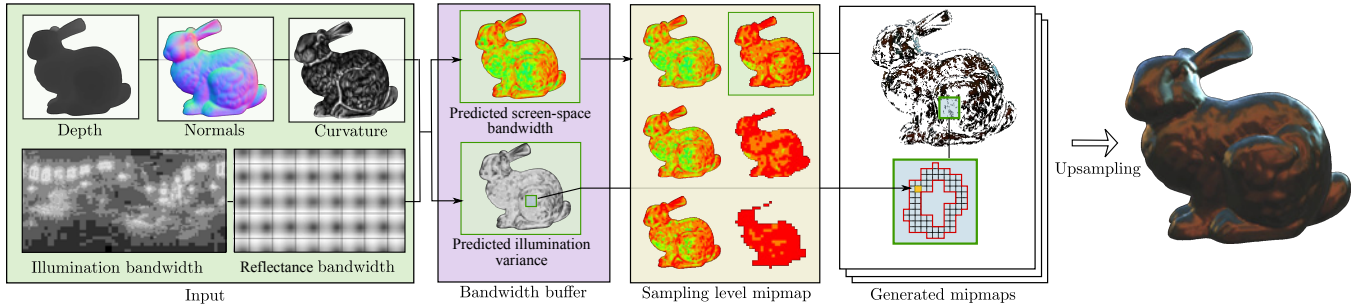 Depth
Normals
Curvature
Illumination bandwidth
Reflectance bandwidth
Input
Predicted screen-space
bandwidth
Predicted illumination
variance
Bandwidth buffer
Sampling level mipmap
Generated mipmaps
Upsampling